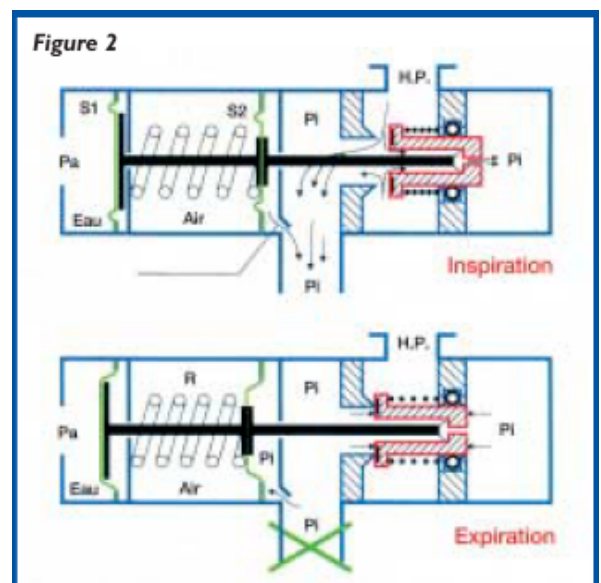 Figure 2
H.P.
S1
S2
Pi
Pa
Pi
Eau
Air
Pi
Inspiration
H.P.
R
Pi
Pa
Pi
Pi
Eau
Air
Pi
Expiration